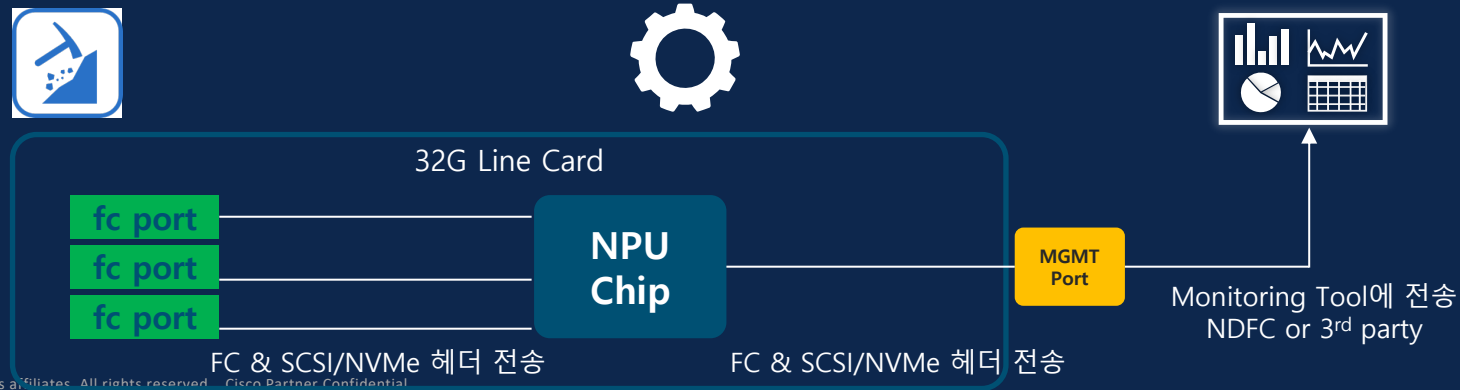 32G Line Card
fc port
fc port
fc port
NPU
Chip
MGMT
Port
Monitoring Tool에 전송
NDFC or 3rd party
FC & SCSI/NVMe 헤더 전송
FC & SCSI/NVMe 헤더 전송
s affiliates. All rights reserved. Cisco Partner Confidential